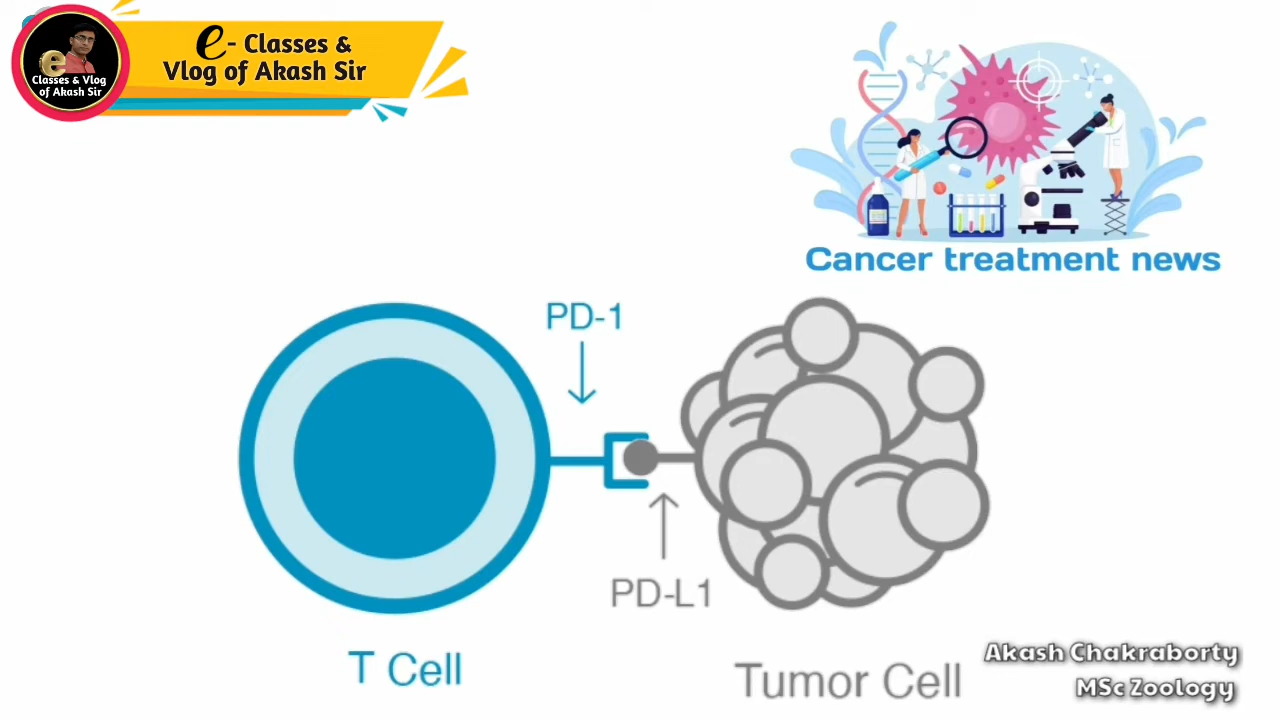 e - Classes &
Vlog of Akash Sir
e
Classes & Vlog
of Akash Sir
Cancer treatment news
PD-1
PD-L1
T Cell
Tumor Cell
Akash Chakraborty
MSc Zoology